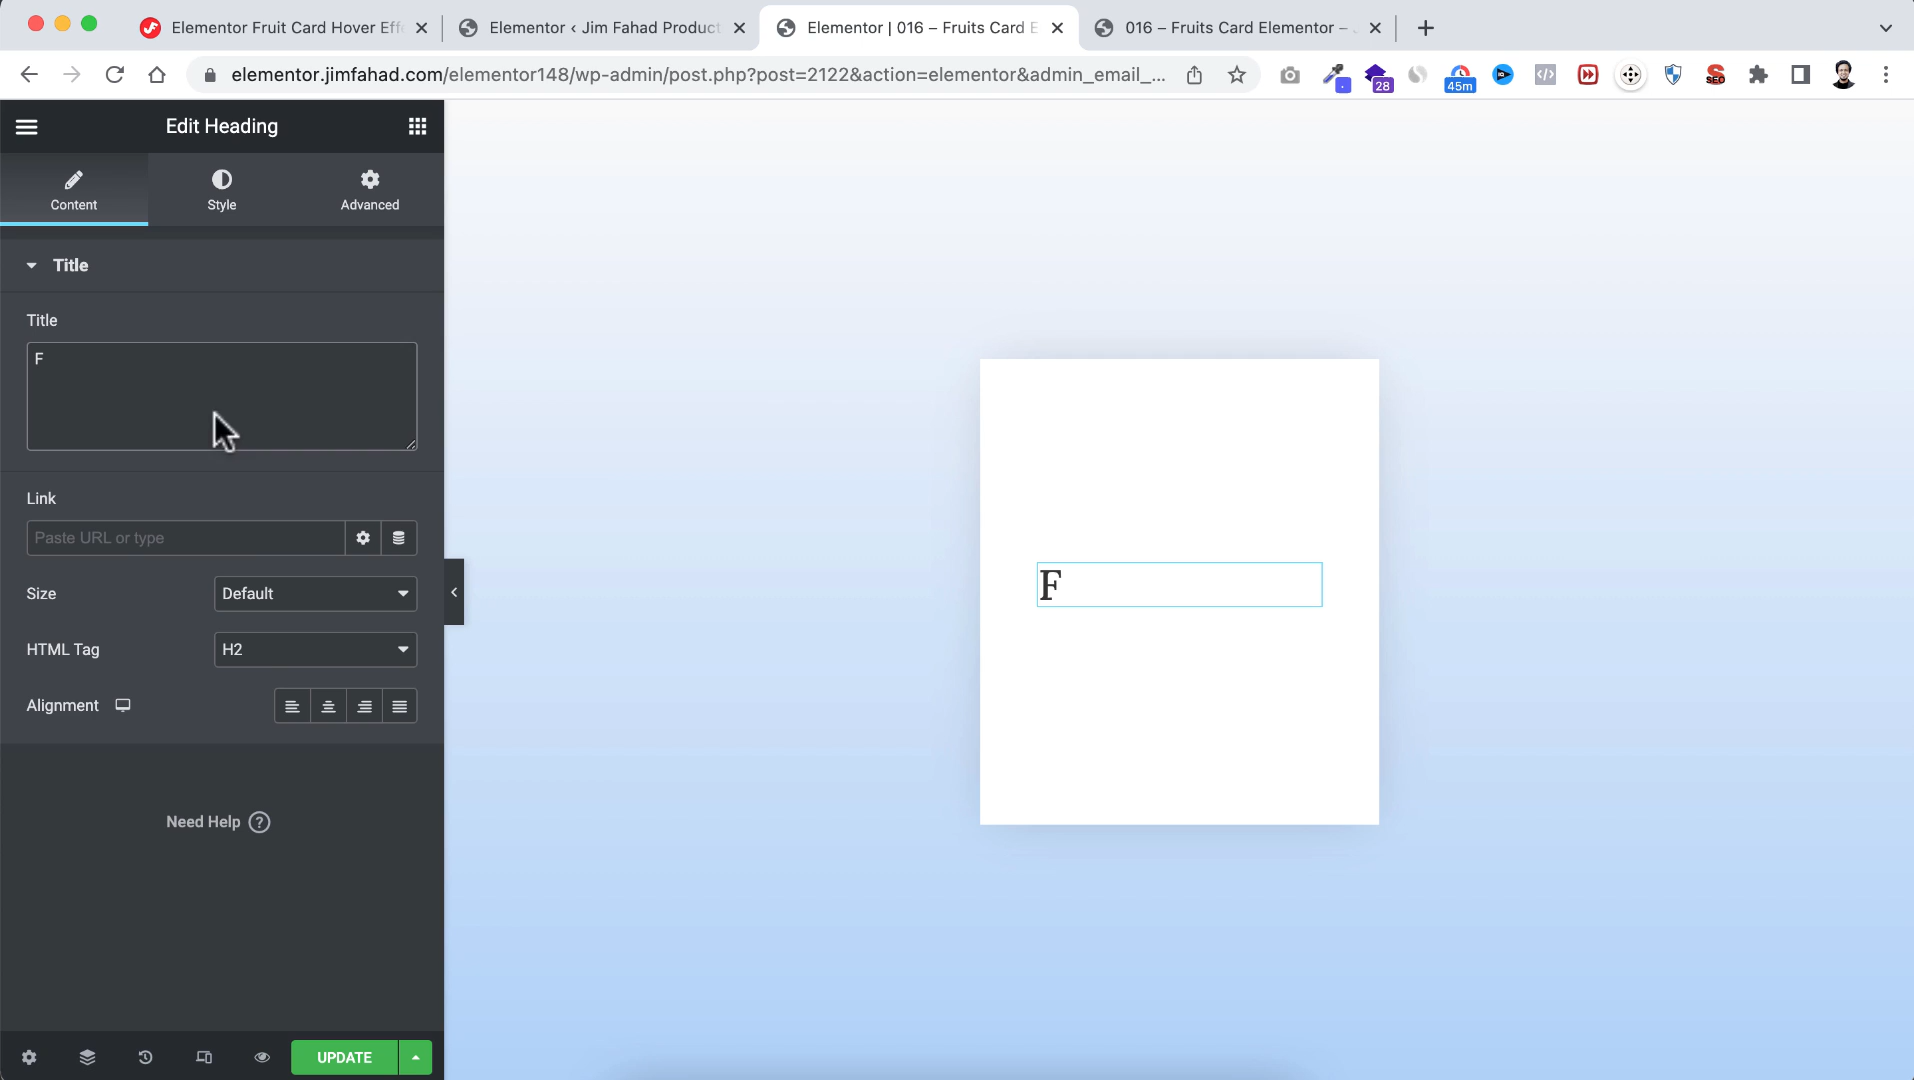 Elementor Fruit Card Hover Eff
Elementor ‹ Jim Fahad Product
Elementor | 016 – Fruits Card E
016 – Fruits Card Elementor –
elementor.jimfahad.com/elementor148/wp-admin/post.php?post=2122&action=elementor&admin_email_...
28
45m
SEO
Edit Heading
Content
Style
Advanced
Title
Title
F
Link
Paste URL or type
Size
Default
HTML Tag
H2
Alignment
Need Help
?
UPDATE
F